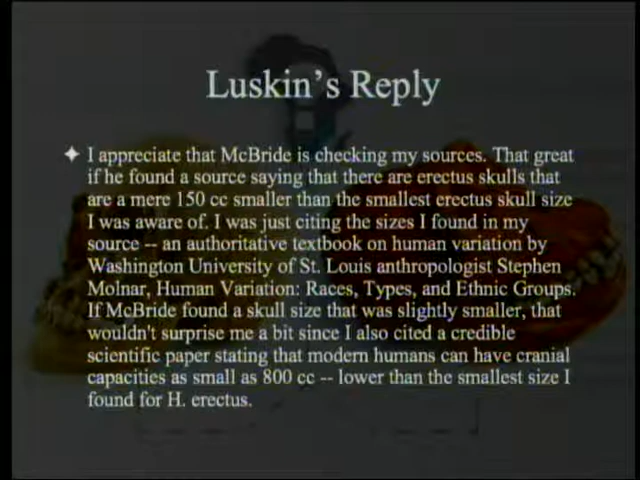 Luskin's Reply
✦ I appreciate that McBride is checking my sources. That great
if he found a source saying that there are erectus skulls that
are a mere 150 cc smaller than the smallest erectus skull size
I was aware of. I was just citing the sizes I found in my
source -- an authoritative textbook on human variation by
Washington University of St. Louis anthropologist Stephen
Molnar, Human Variation: Races, Types, and Ethnic Groups.
If McBride found a skull size that was slightly smaller, that
wouldn't surprise me a bit since I also cited a credible
scientific paper stating that modern humans can have cranial
capacities as small as 800 cc -- lower than the smallest size I
found for H. erectus.